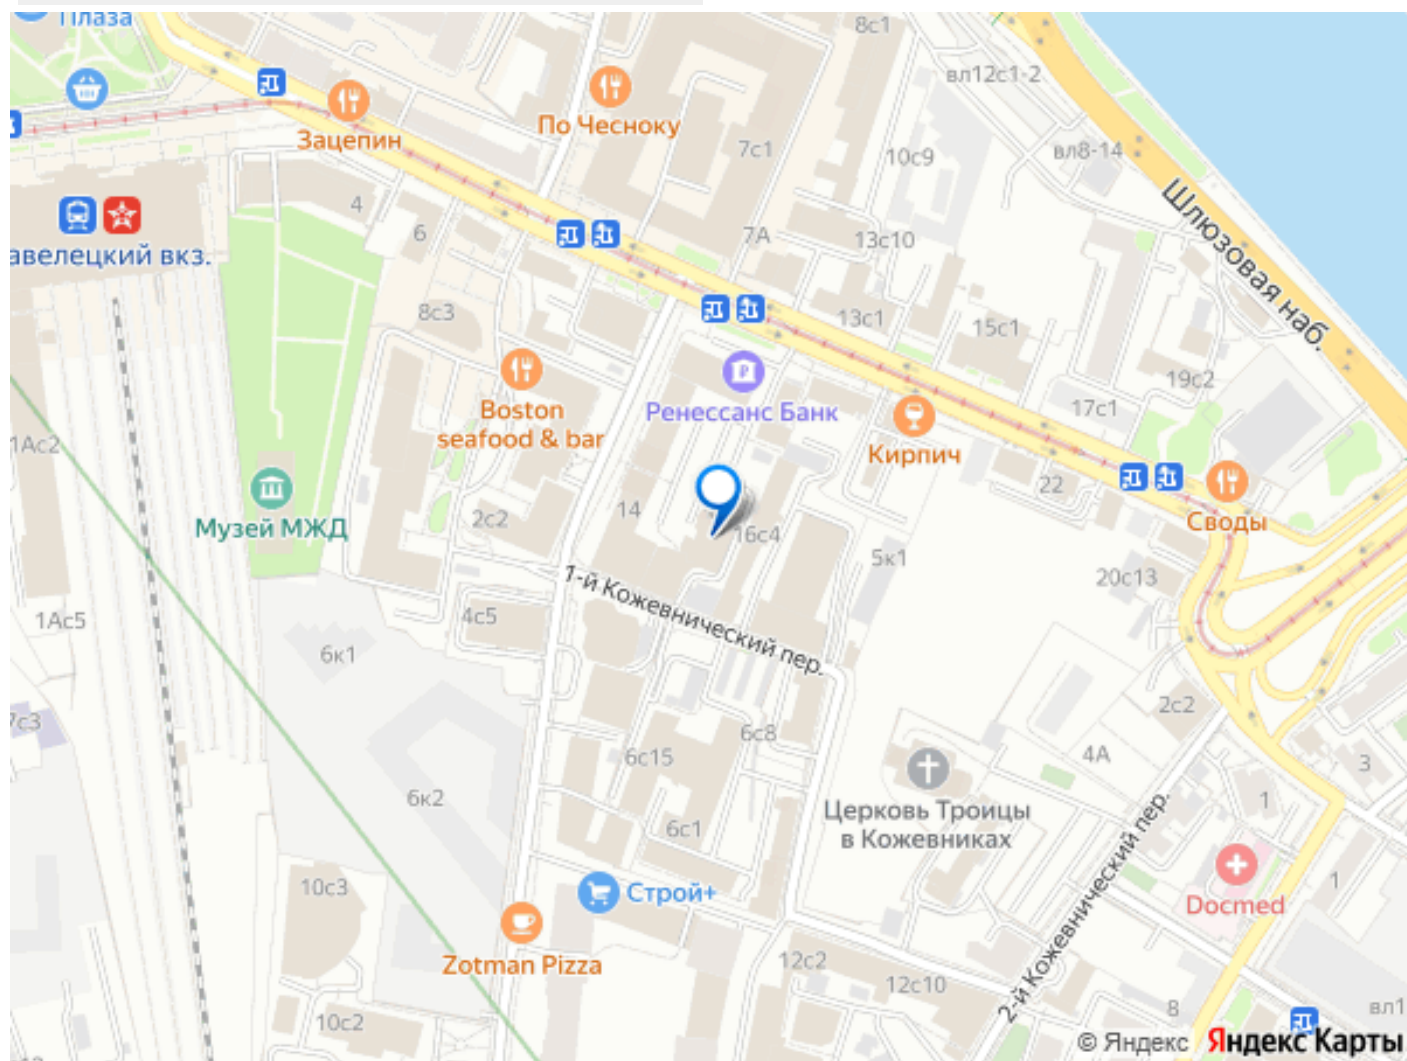 Плаза
8с1
вл12с1-2
Зацепин
По Чесноку
7с1
10с9
вл8-14
Шлюзовая наб.
4
6
7А
13с10
авелецкий вкз.
8с3
13с1
15с1
19с2
17с1
Boston
seafood & bar
Ренессанс Банк
Кирпич
1Ас2
22
Своды
Музей МЖД
2с2
14
16с4
5к1
20с13
1-й Кожевнический пер.
1Ас5
4с5
6к1
2с2
7с3
6с15
6с8
4А
3
6к2
6с1
Церковь Троицы
в Кожевниках
1
2-й Кожевнический пер.
10с3
Строй+
Docmed
1
Zotman Pizza
12с2
12с10
8
вл1
10с2
© Яндекс Яндекс Карты